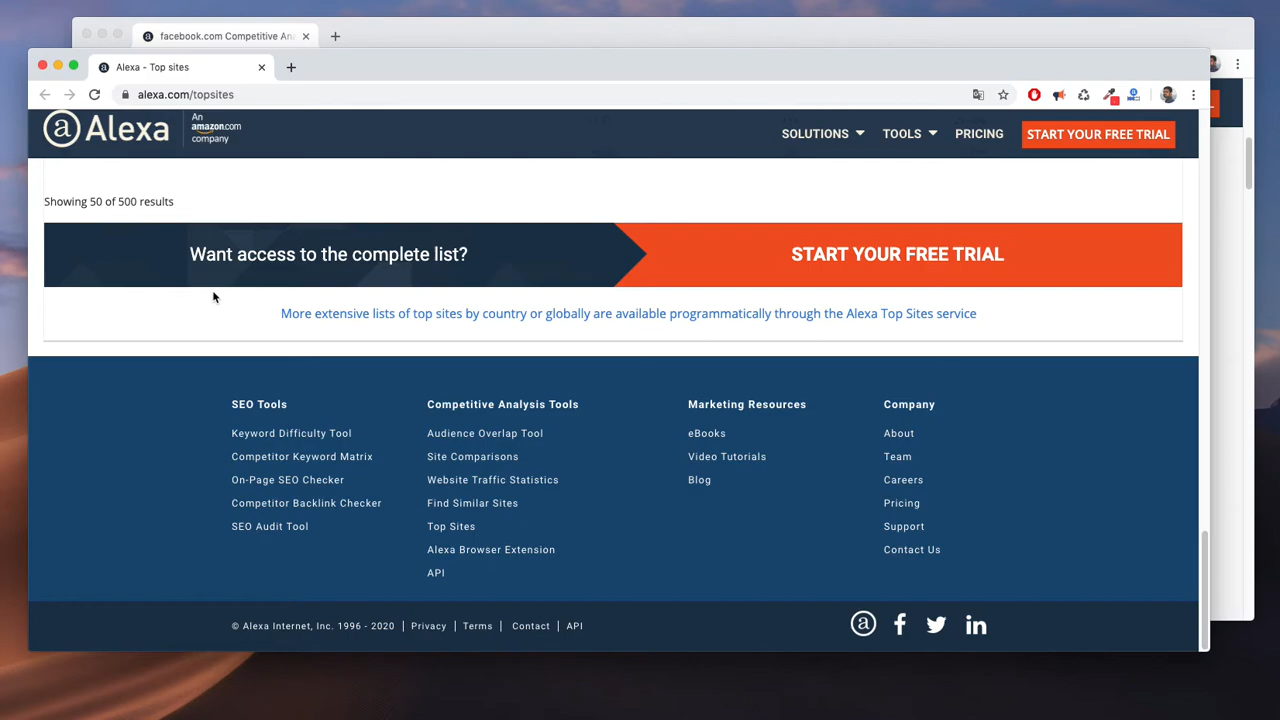 facebook.com Competitive Ana
Alexa - Top sites
alexa.com/topsites
Alexa
An
amazon.com
company
SOLUTIONS
TOOLS
PRICING
START YOUR FREE TRIAL
Showing 50 of 500 results
Want access to the complete list?
START YOUR FREE TRIAL
More extensive lists of top sites by country or globally are available programmatically through the Alexa Top Sites service
SEO Tools
Keyword Difficulty Tool
Competitor Keyword Matrix
On-Page SEO Checker
Competitor Backlink Checker
SEO Audit Tool
Competitive Analysis Tools
Audience Overlap Tool
Site Comparisons
Website Traffic Statistics
Find Similar Sites
Top Sites
Alexa Browser Extension
API
Marketing Resources
eBooks
Video Tutorials
Blog
Company
About
Team
Careers
Pricing
Support
Contact Us
© Alexa Internet, Inc. 1996 - 2020 | Privacy | Terms | Contact | API